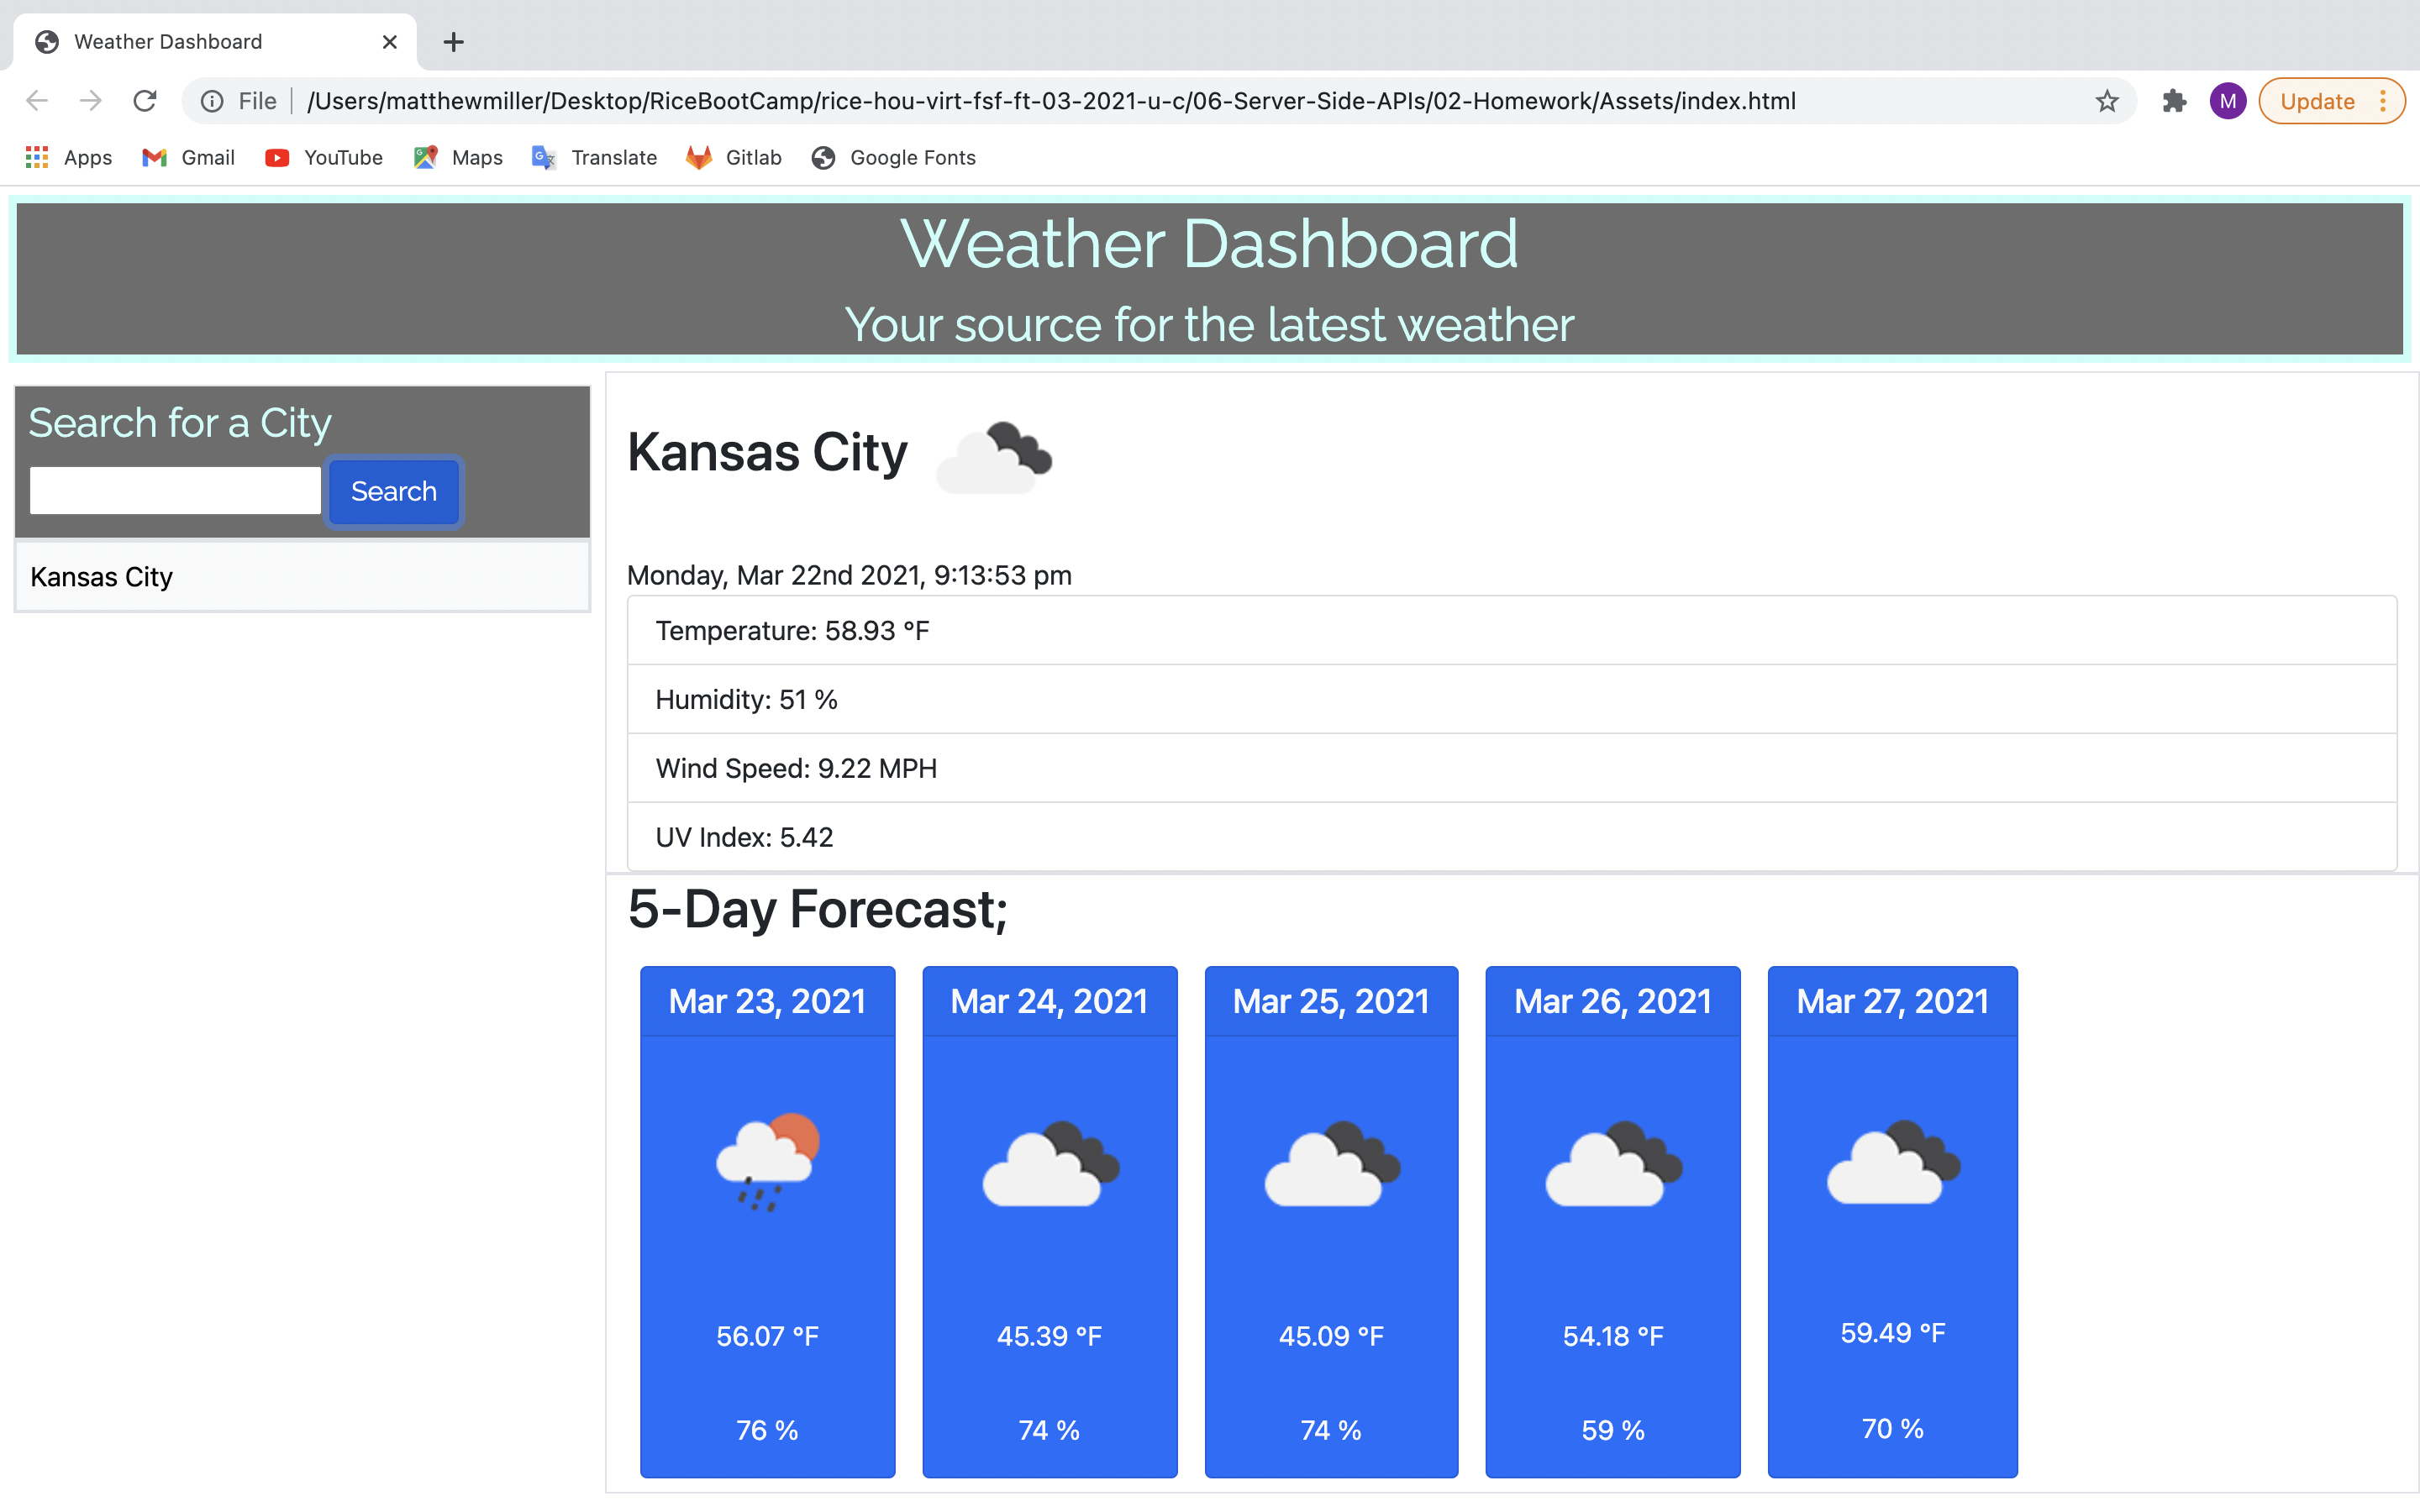 Weather Dashboard
File /Users/matthewmiller/Desktop/RiceBootCamp/rice-hou-virt-fsf-ft-03-2021-u-c/06-Server-Side-APIs/02-Homework/Assets/index.html M Update
Apps Gmail YouTube Maps Translate Gitlab Google Fonts
Weather Dashboard
Your source for the latest weather
Search for a City
Search
Kansas City
Kansas City
Monday, Mar 22nd 2021, 9:13:53 pm
Temperature: 58.93 °F
Humidity: 51 %
Wind Speed: 9.22 MPH
UV Index: 5.42
5-Day Forecast;
Mar 23, 2021 Mar 24, 2021 Mar 25, 2021 Mar 26, 2021 Mar 27, 2021
56.07 °F 45.39 °F 45.09 °F 54.18 °F 59.49 °F
76 % 74 % 74 % 59 % 70 %